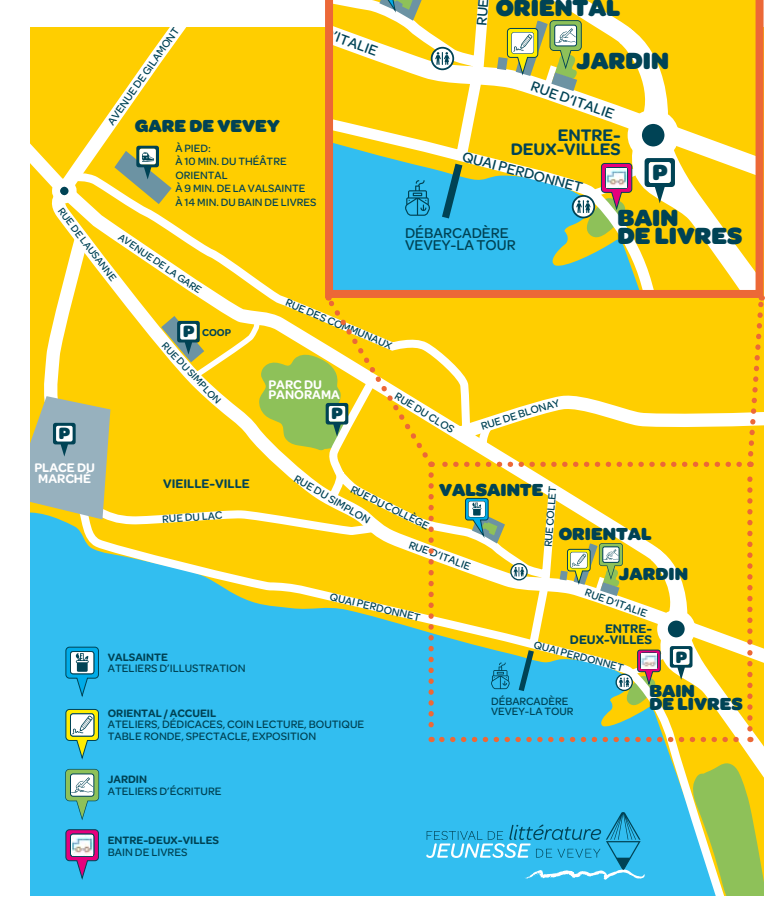 RUE
ORIENTAL
JARDIN
'ITALIE
RUE D'ITALIE
ENTRE-
DEUX-VILLES
P
QUAI PERDONNET
BAIN
DE LIVRES
DÉBARCADÈRE
VEVEY-LA TOUR
AVENUE DE GILAMONT
GARE DE VEVEY
À PIED:
À 10 MIN. DU THÉÂTRE
ORIENTAL
À 9 MIN. DE LA VALSAINTE
À 14 MIN. DU BAIN DE LIVRES
RUE DE LAUSANNE
AVENUE DE LA GARE
RUE DES COMMUNAUX
P
COOP
RUE DU SIMPLON
PARC DU
PANORAMA
P
RUE DU CLOS
RUE DE BLONAY
P
PLACE DU
MARCHÉ
VIEILLE-VILLE
RUE DU LAC
RUE DU SIMPLON
RUE DU COLLÈGE
VALSAINTE
RUE COLLET
ORIENTAL
JARDIN
RUE D'ITALIE
RUE D'ITALIE
QUAI PERDONNET
ENTRE-
DEUX-VILLES
P
QUAI PERDONNET
BAIN
DE LIVRES
DÉBARCADÈRE
VEVEY-LA TOUR
VALSAINTE
ATELIERS D'ILLUSTRATION
ORIENTAL / ACCUEIL
ATELIERS, DÉDICACES, COIN LECTURE, BOUTIQUE
TABLE RONDE, SPECTACLE, EXPOSITION
JARDIN
ATELIERS D'ÉCRITURE
ENTRE-DEUX-VILLES
BAIN DE LIVRES
FESTIVAL DE littérature
JEUNESSE DE VEVEY